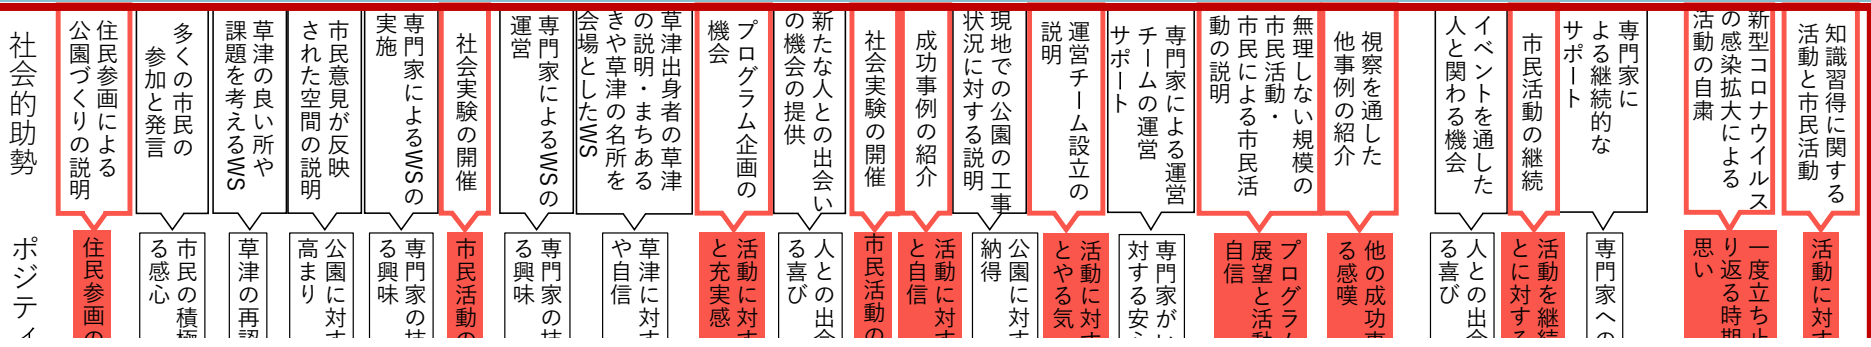 社会的助勢
住民参画による
公園づくりの説明
多くの市民の
参加と発言
草津の良い所や
課題を考えるWS
市民意見が反映
された空間の説明
専門家によるWSの
実施
社会実験の開催
専門家によるWSの
運営
草津出身者の草津
の説明・まちある
きや草津の名所を
会場としたWS
プログラム企画の
機会
新たな人との出会い
の機会の提供
社会実験の開催
成功事例の紹介
現地での公園の工事
状況に対する説明
運営チーム設立の
説明
専門家による運営
チームの運営
サポート
無理しない規模の
市民活動・
市民による市民活
動の説明
視察を通した
他事例の紹介
イベントを通した
人と関わる機会
市民活動の継続
専門家に
よる継続的な
サポート
新型コロナウイルス
の感染拡大による
活動の自粛
知識習得に関する
活動と市民活動
ポジティ
住民参画の
市民の積極
る感心
草津の再認
公園に対す
高まり
専門家の技
る興味
市民活動の
専門家の技
る興味
草津に対す
や自信
活動に対す
と充実感
人との出会
る喜び
市民活動の
活動に対す
と自信
公園に対す
納得
活動に対す
とやる気
専門家がい
対する安心
プログラム
展望と活動
自信
他の成功事
る感嘆
人との出会
る喜び
活動を継続
とに対する
専門家への
一度立ち止
り返る時期
思い
活動に対す